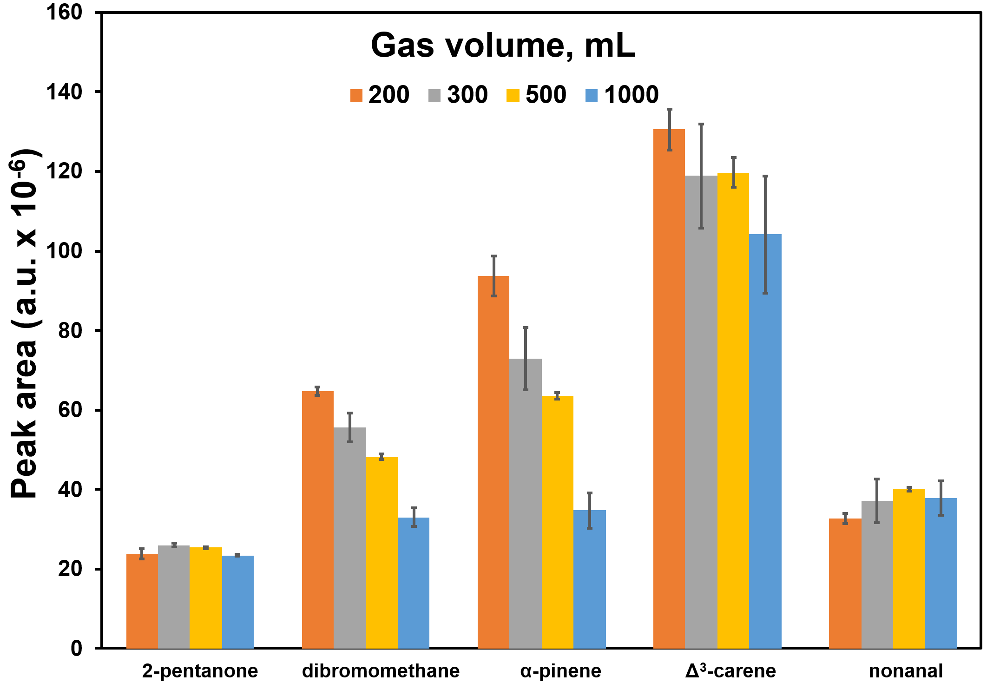 Gas volume, mL
200 300 500 1000
Peak area (a.u. x 10⁻⁶)
160
140
120
100
80
60
40
20
0
2-pentanone dibromomethane α-pinene Δ³-carene nonanal